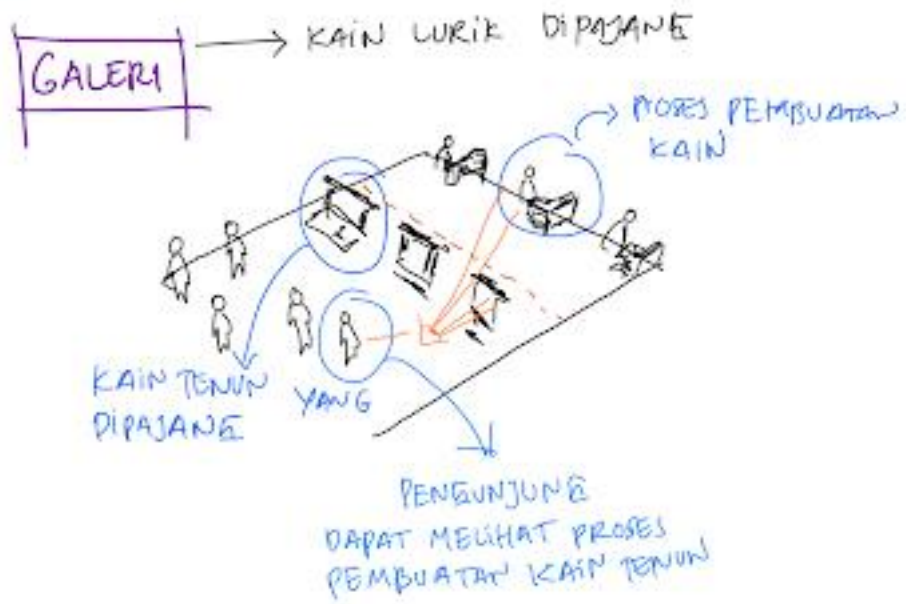 GALERI
KAIN LURIK DIPAJANG
PROSES PEMBUATAN
KAIN
KAIN TENUN YANG
DIPAJANG
PENGUNJUNG
DAPAT MELIHAT PROSES
PEMBUATAN KAIN TENUN